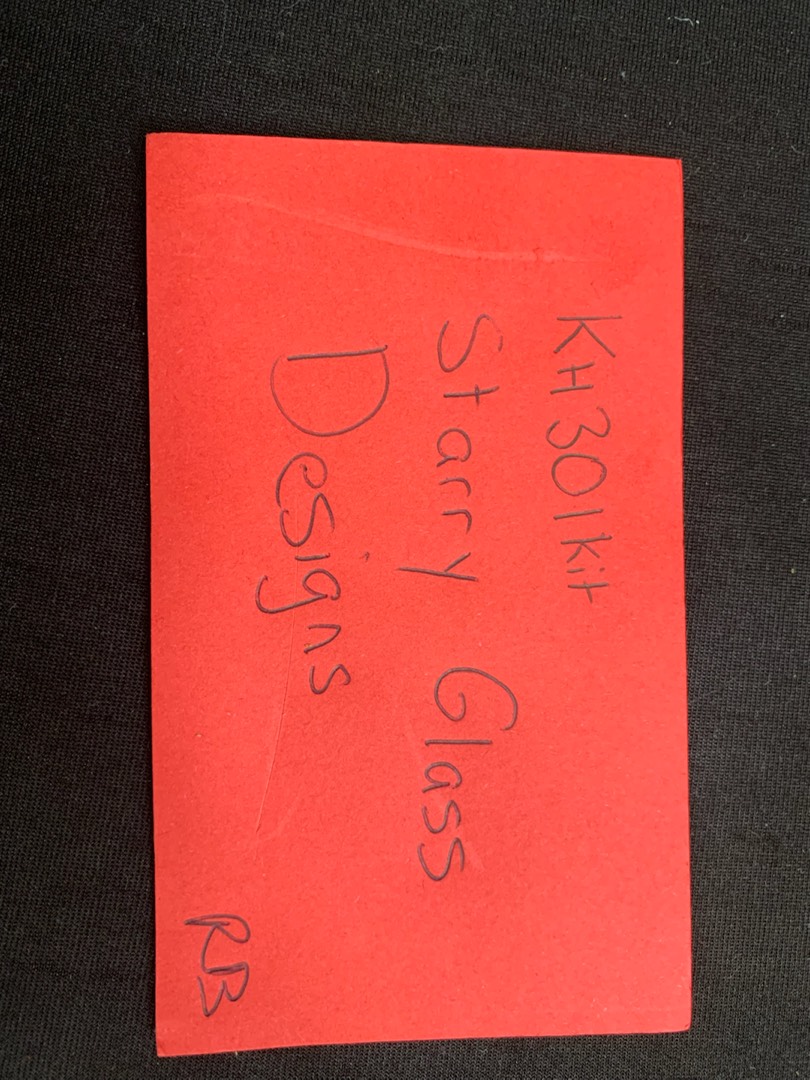 KH301kit
Starry Glass
Designs
RB